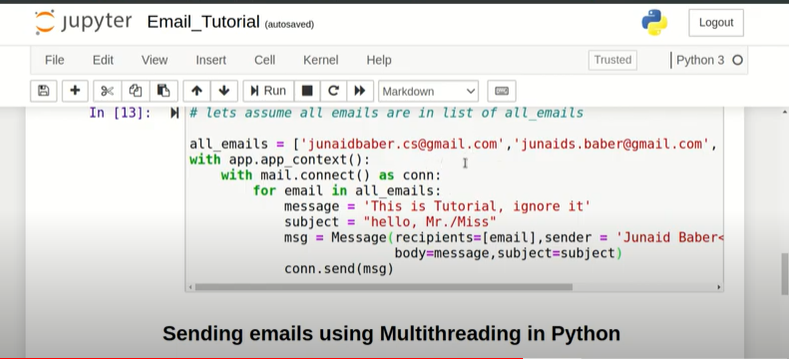 jupyter Email_Tutorial (autosaved)
Logout
File Edit View Insert Cell Kernel Help
Trusted
Python 3
Run
Markdown
In [13]:
# lets assume all emails are in list of all_emails
all_emails = ['junaidbaber.cs@gmail.com','junaids.baber@gmail.com',
with app.app_context():
with mail.connect() as conn:
for email in all_emails:
message = 'This is Tutorial, ignore it'
subject = "hello, Mr./Miss"
msg = Message(recipients=[email],sender = 'Junaid Baber<
body=message,subject=subject)
conn.send(msg)
Sending emails using Multithreading in Python